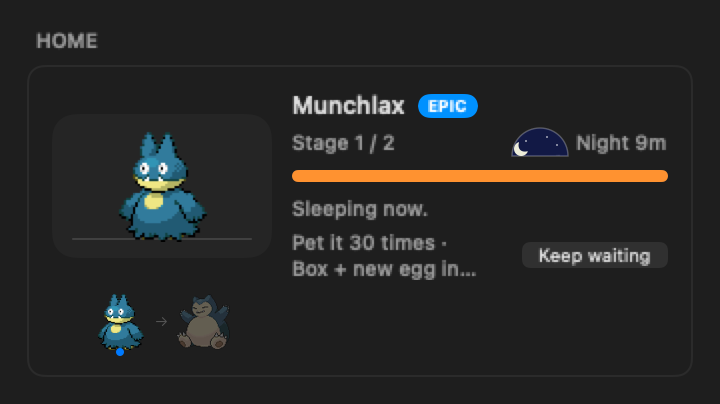 HOME
Munchlax EPIC
Stage 1 / 2
Night 9m
Sleeping now.
Pet it 30 times ·
Box + new egg in...
Keep waiting